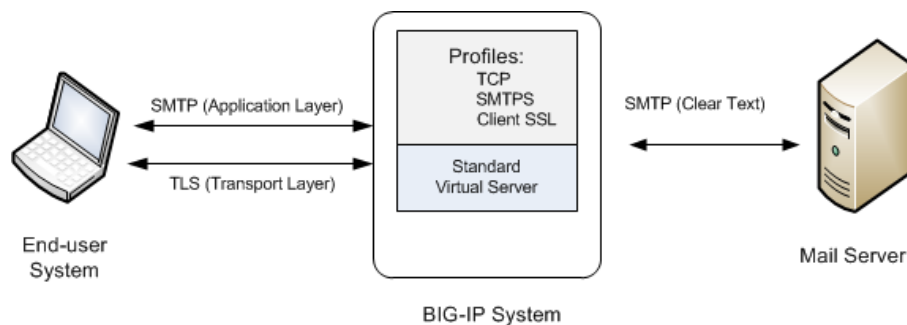 SMTP (Application Layer)
TLS (Transport Layer)
End-user
System
Profiles:
TCP
SMTPS
Client SSL
Standard
Virtual Server
BIG-IP System
SMTP (Clear Text)
Mail Server